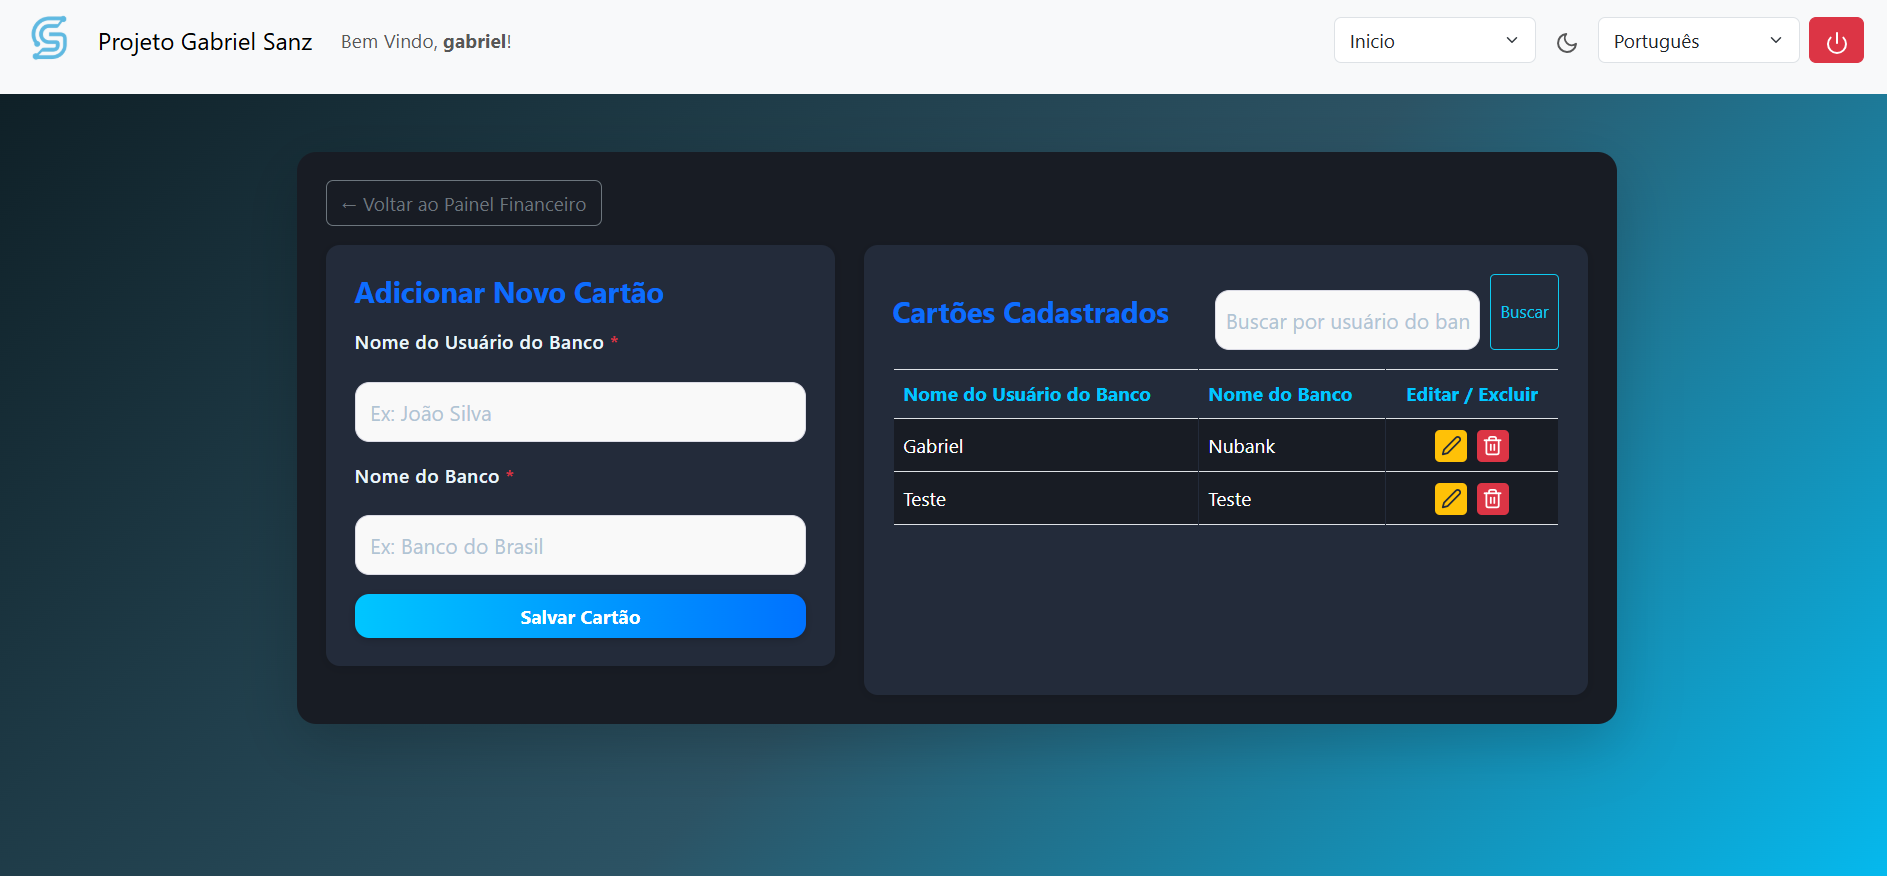 Projeto Gabriel Sanz
Bem Vindo, gabriel!
Inicio
Português
← Voltar ao Painel Financeiro
Adicionar Novo Cartão
Nome do Usuário do Banco *
Ex: João Silva
Nome do Banco *
Ex: Banco do Brasil
Salvar Cartão
Cartões Cadastrados
Buscar por usuário do ban
Buscar
Nome do Usuário do Banco Nome do Banco Editar / Excluir
Gabriel Nubank
Teste Teste